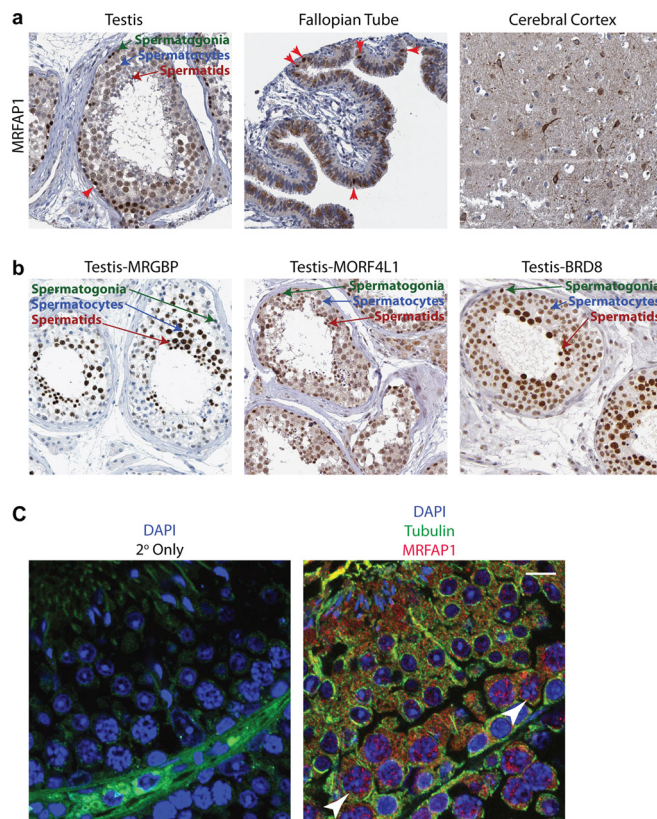 a
Testis
Fallopian Tube
Cerebral Cortex
MRFAP1
Spermatogonia
Spermatocytes
Spermatids
b
Testis-MRGBP
Testis-MORF4L1
Testis-BRD8
Spermatogonia
Spermatocytes
Spermatids
Spermatogonia
Spermatocytes
Spermatids
Spermatogonia
Spermatocytes
Spermatids
C
DAPI
2º Only
DAPI
Tubulin
MRFAP1